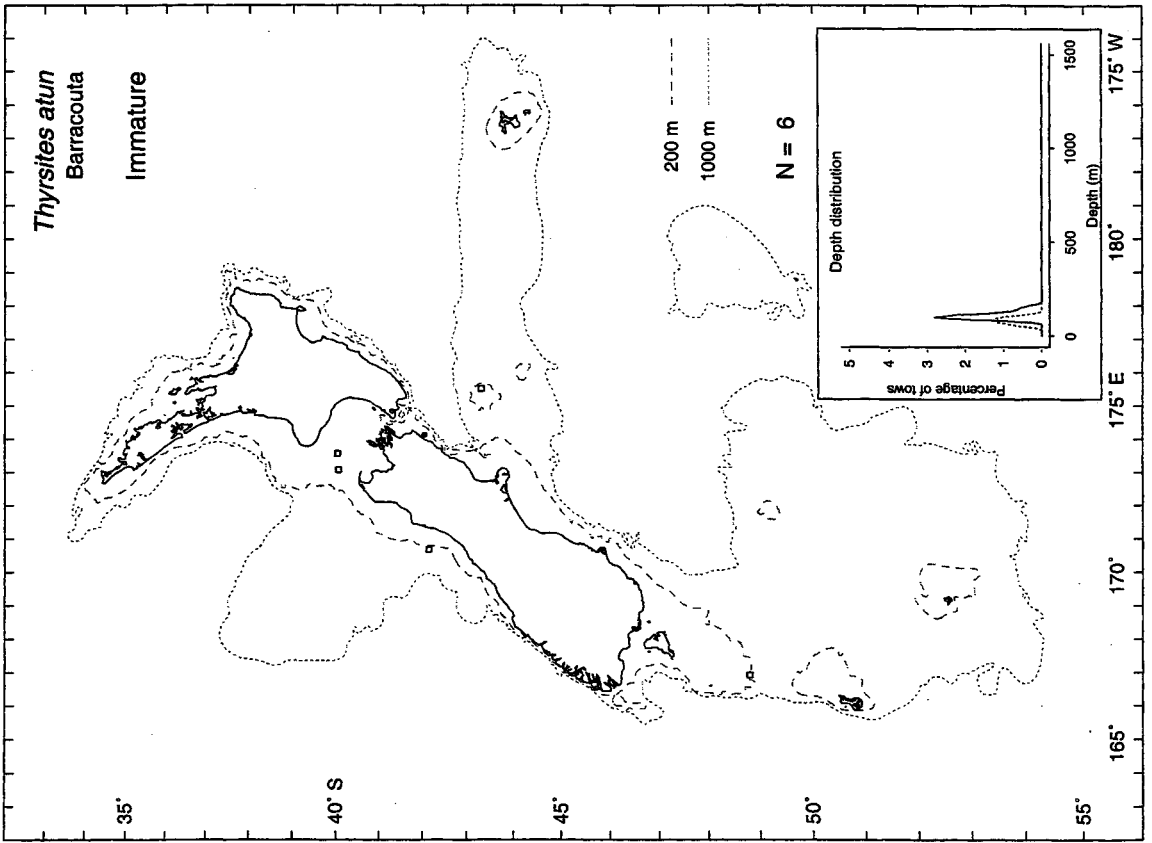 Thyrsites atun
Barracouta
Immature
200 m
1000 m
N = 6
Depth distribution
Percentage of tows
5
4
3
2
1
0
0
500
1000
1500
Depth (m)
35°
40° S
45°
50°
55°
165°
170°
175° E
180°
175° W